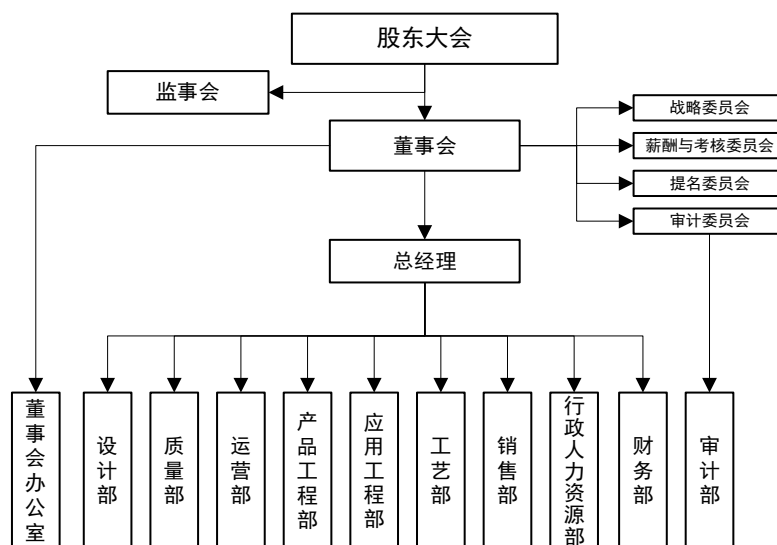 股东大会
监事会
董事会
战略委员会
薪酬与考核委员会
提名委员会
审计委员会
总经理
董事会办公室
设计部
质量部
运营部
产品工程部
应用工程部
工艺部
销售部
行政人力资源部
财务部
审计部